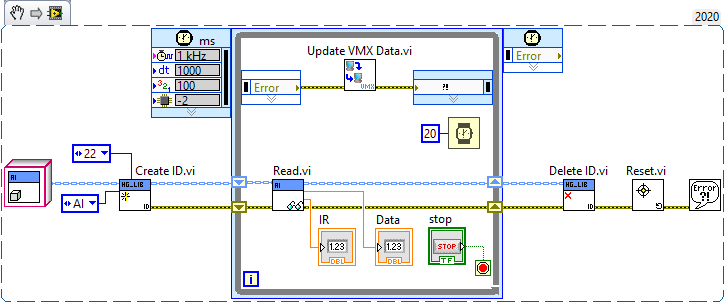 2020
ms
1 kHz
dt 1000
100
-2
Update VMX Data.vi
Error
VMX
?!
Error
20
22
Create ID.vi
Read.vi
Delete ID.vi
Reset.vi
AI
HG_LIB
ID
AI
HG_LIB
ID
Error
?!
AI
IR
Data
stop
1.23
DBL
1.23
DBL
STOP
TF
i